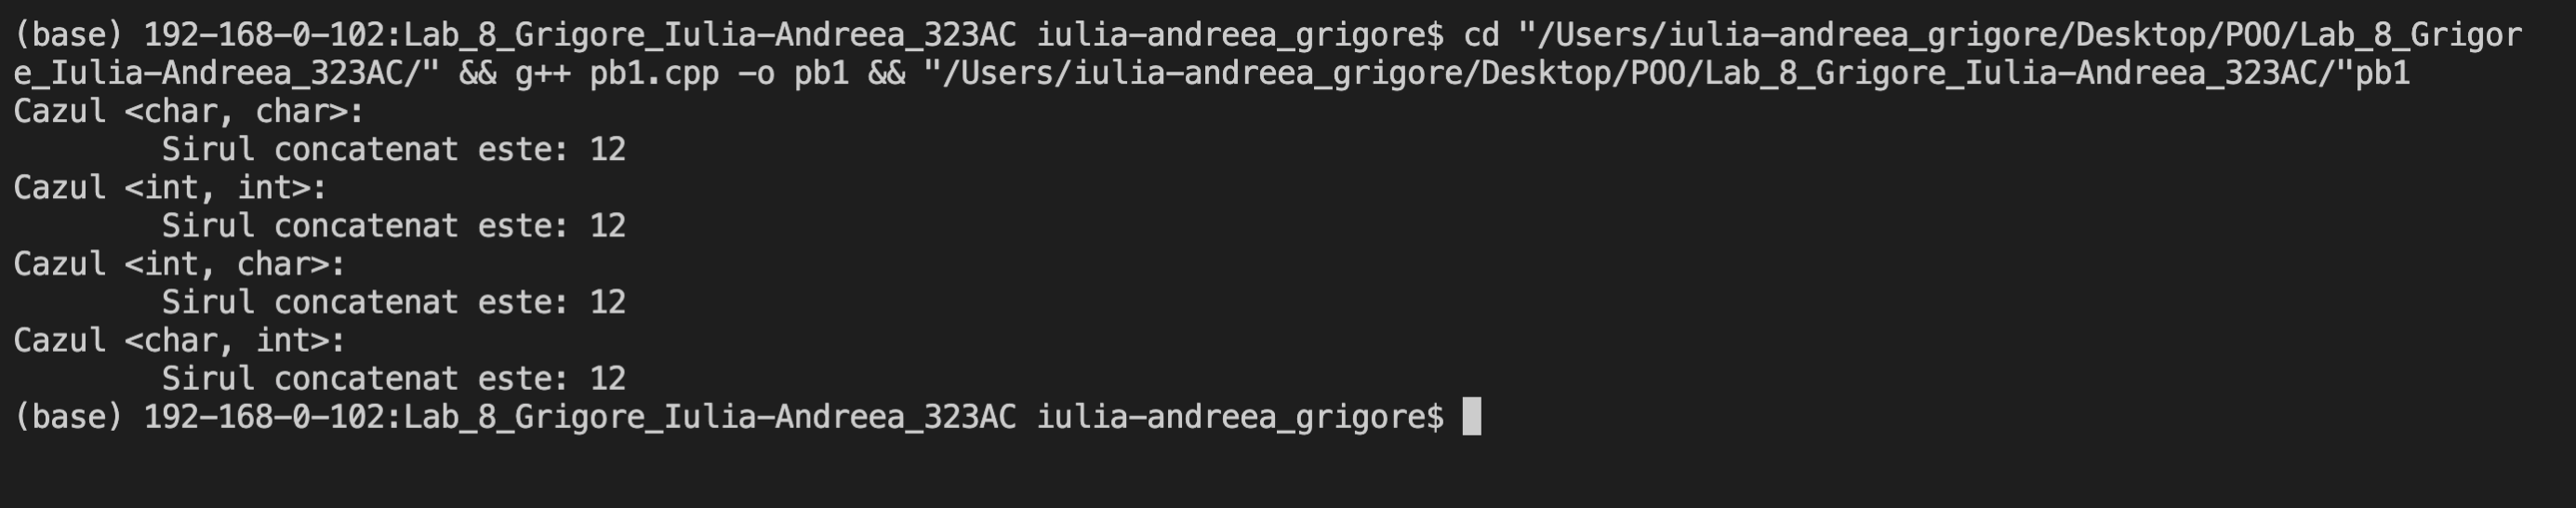 (base) 192-168-0-102:Lab_8_Grigore_Iulia-Andreea_323AC iulia-andreea_grigore$ cd "/Users/iulia-andreea_grigore/Desktop/POO/Lab_8_Grigor
e_Iulia-Andreea_323AC/" && g++ pb1.cpp -o pb1 && "/Users/iulia-andreea_grigore/Desktop/POO/Lab_8_Grigore_Iulia-Andreea_323AC/"pb1
Cazul <char, char>:
        Sirul concatenat este: 12
Cazul <int, int>:
        Sirul concatenat este: 12
Cazul <int, char>:
        Sirul concatenat este: 12
Cazul <char, int>:
        Sirul concatenat este: 12
(base) 192-168-0-102:Lab_8_Grigore_Iulia-Andreea_323AC iulia-andreea_grigore$